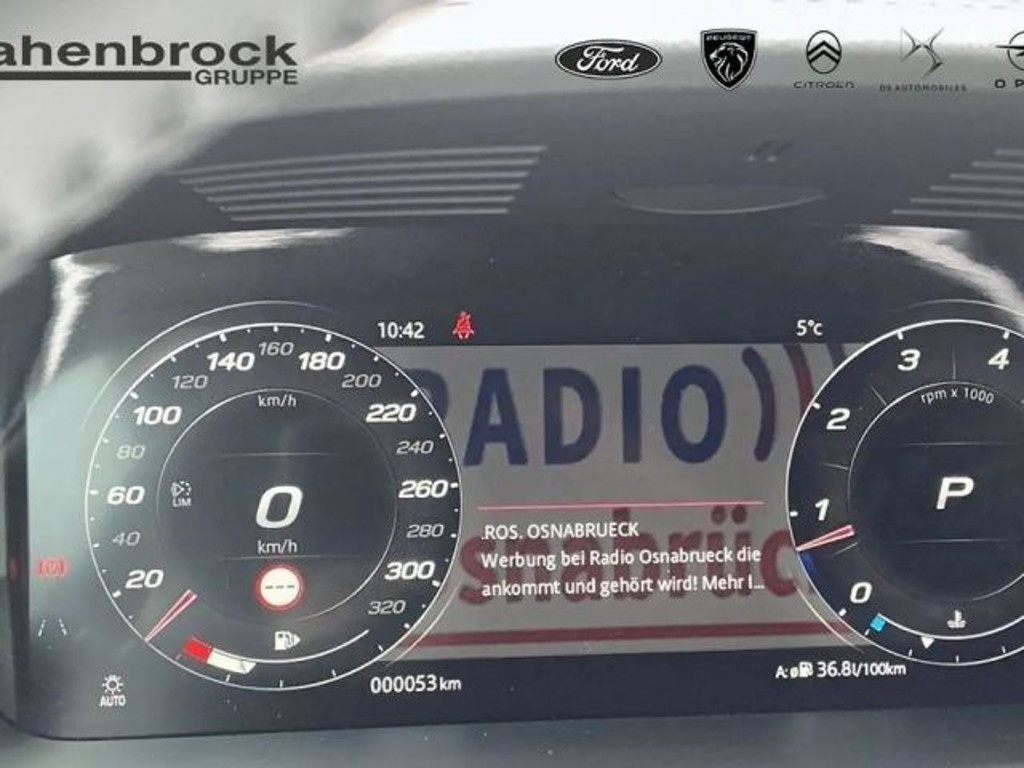 ahenbrock
GRUPPE
Ford
PEUGEOT
CITROËN
DS AUTOMOBILES
O P
10:42
5°c
140 160 180
120 200
100 220
80 240
60 260
40 280
20 300
320
km/h
LIM
0
km/h
---
AUTO
000053 km
RADIO
snabrüc
.ROS. OSNABRUECK
Werbung bei Radio Osnabrueck die
ankommt und gehört wird! Mehr I...
3 4
rpm x 1000
2
1
0
P
A:ø 36.8l/100km